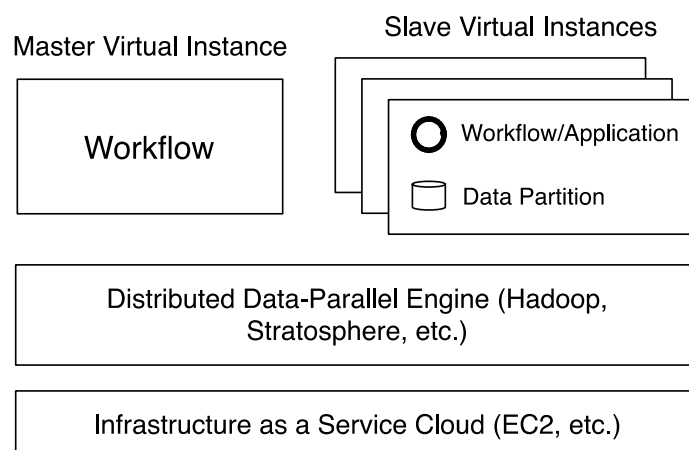 Master Virtual Instance
Slave Virtual Instances
Workflow
Workflow/Application
Data Partition
Distributed Data-Parallel Engine (Hadoop,
Stratosphere, etc.)
Infrastructure as a Service Cloud (EC2, etc.)